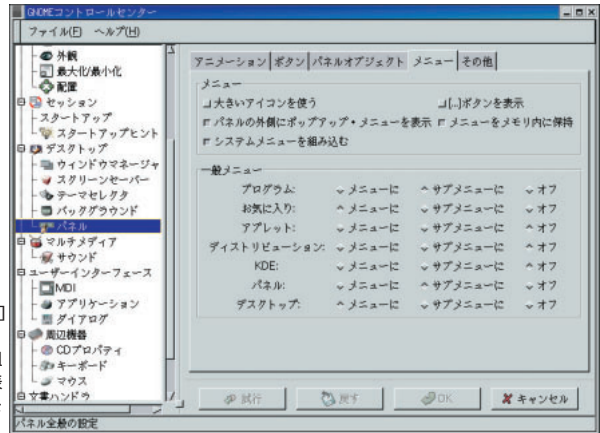 GNOMEコントロールセンター
ファイル(F) ヘルプ(H)
外観
最大化/最小化
配置
セッション
スタートアップ
スタートアップヒント
デスクトップ
ウィンドウマネージャ
スクリーンセーバー
テーマセレクタ
バックグラウンド
パネル
マルチメディア
サウンド
ユーザーインターフェース
MDI
アプリケーション
ダイアログ
周辺機器
CDプロパティ
キーボード
マウス
文書ハンドラ
アニメーション ボタン パネルオブジェクト メニュー その他
メニュー
大きいアイコンを使う [...]ボタンを表示
パネルの外側にポップアップ・メニューを表示 メニューをメモリ内に保持
システムメニューを組み込む
一般メニュー
プログラム: メニューに サブメニューに オフ
お気に入り: メニューに サブメニューに オフ
アプレット: メニューに サブメニューに オフ
ディストリビューション: メニューに サブメニューに オフ
KDE: メニューに サブメニューに オフ
パネル: メニューに サブメニューに オフ
デスクトップ: メニューに サブメニューに オフ
試行 戻す OK キャンセル
パネル全般の設定